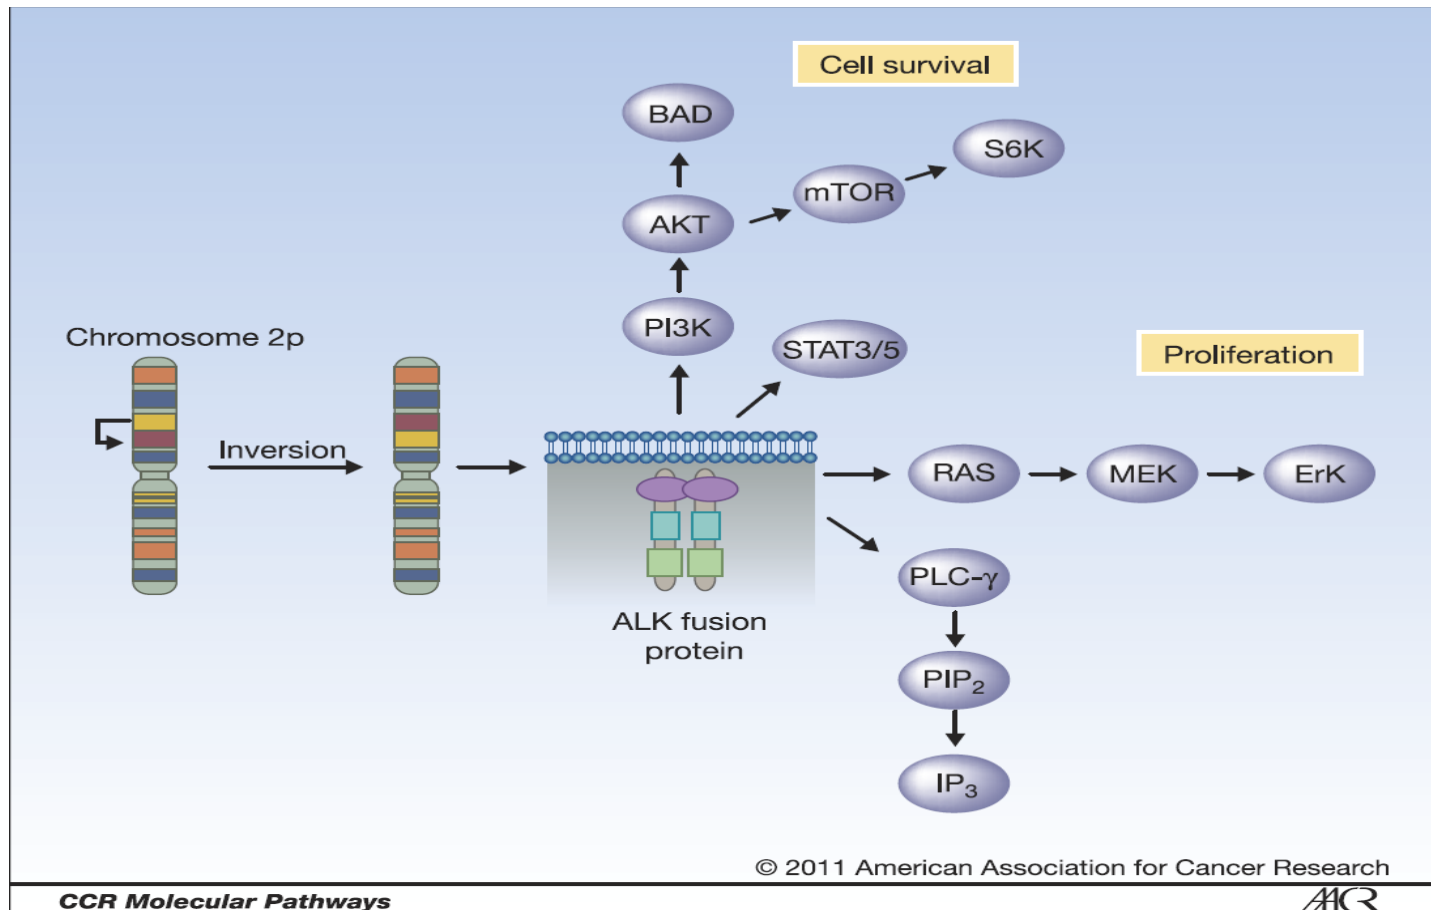 Cell survival
BAD
S6K
mTOR
AKT
PI3K
Chromosome 2p
STAT3/5
Proliferation
Inversion
RAS
MEK
ErK
PLC-γ
ALK fusion
protein
PIP₂
IP₃
© 2011 American Association for Cancer Research
CCR Molecular Pathways
AACR